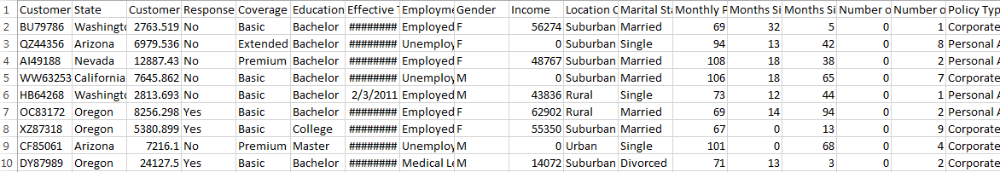 1 Customer State Customer Response Coverage Education Effective T Employme Gender Income Location C Marital Sta Monthly P Months Si Months Si Number o Number o Policy Typ
2 BU79786 Washingto 2763.519 No Basic Bachelor ######## Employed F 56274 Suburban Married 69 32 5 0 1 Corporate
3 QZ44356 Arizona 6979.536 No Extended Bachelor ######## Unemploy F 0 Suburban Single 94 13 42 0 8 Personal A
4 AI49188 Nevada 12887.43 No Premium Bachelor ######## Employed F 48767 Suburban Married 108 18 38 0 2 Personal A
5 WW63253 California 7645.862 No Basic Bachelor ######## Unemploy M 0 Suburban Married 106 18 65 0 7 Corporate
6 HB64268 Washingto 2813.693 No Basic Bachelor 2/3/2011 Employed M 43836 Rural Single 73 12 44 0 1 Personal A
7 OC83172 Oregon 8256.298 Yes Basic Bachelor ######## Employed F 62902 Rural Married 69 14 94 0 2 Personal A
8 XZ87318 Oregon 5380.899 Yes Basic College ######## Employed F 55350 Suburban Married 67 0 13 0 9 Corporate
9 CF85061 Arizona 7216.1 No Premium Master ######## Unemploy M 0 Urban Single 101 0 68 0 4 Corporate
10 DY87989 Oregon 24127.5 Yes Basic Bachelor ######## Medical Le M 14072 Suburban Divorced 71 13 3 0 2 Corporate